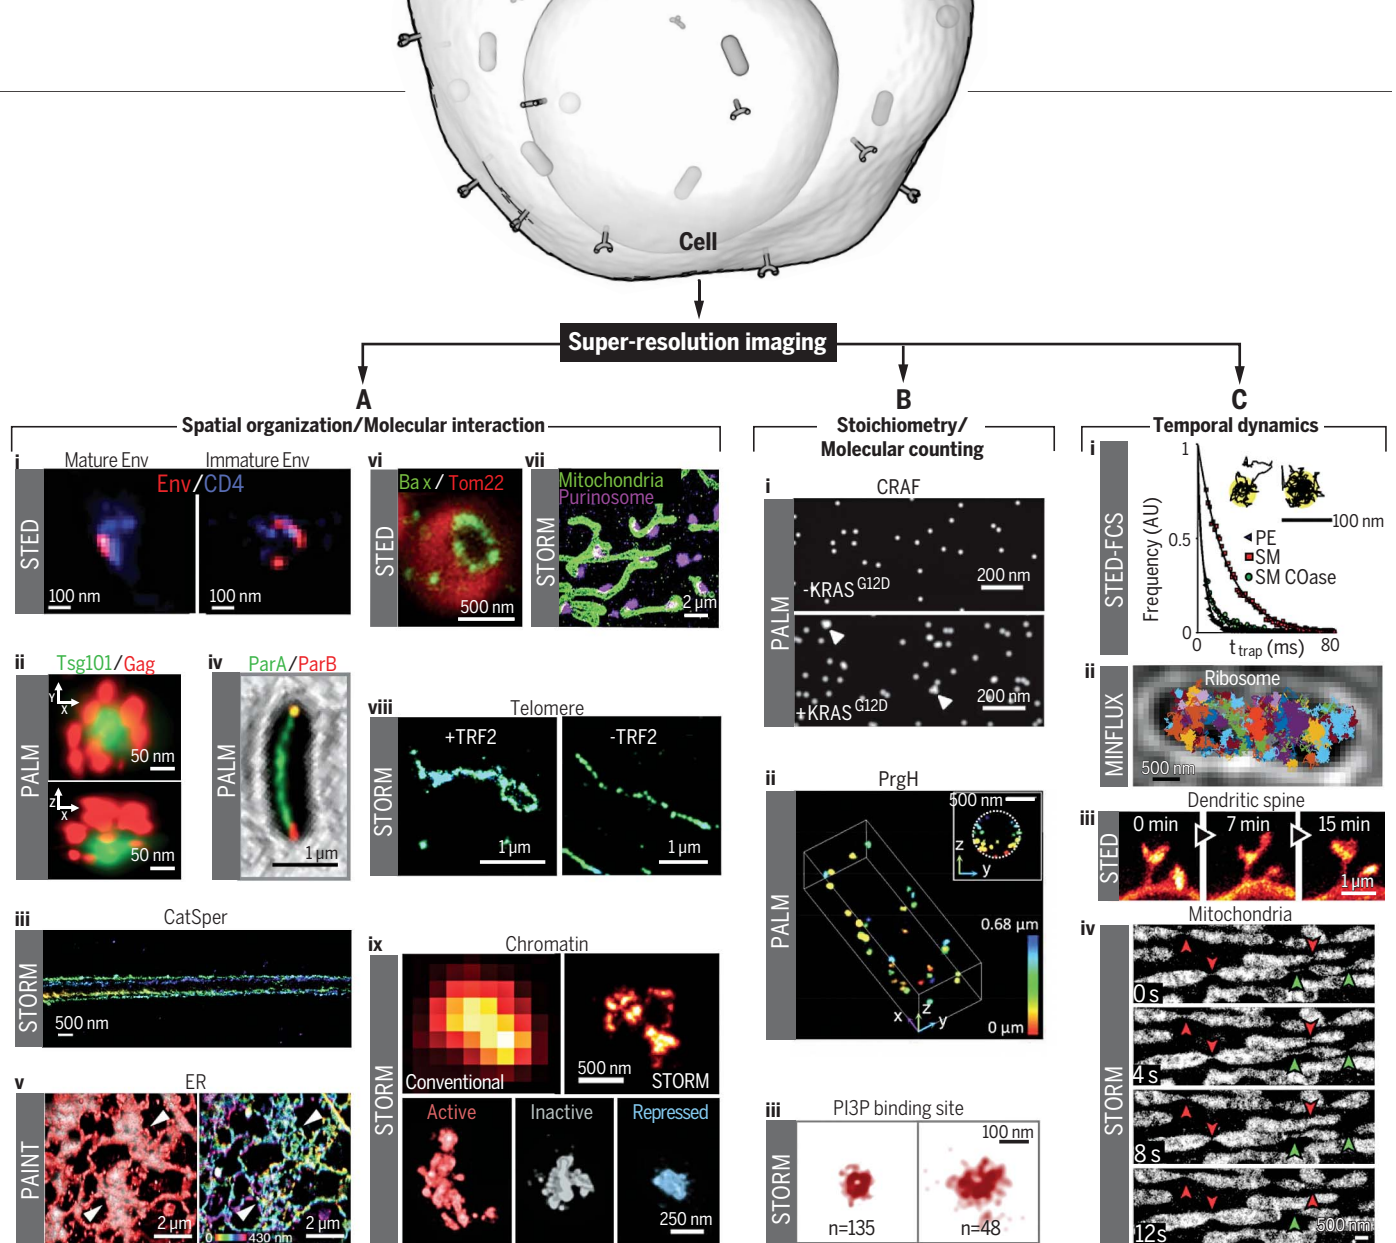 Cell
Super-resolution imaging
A
Spatial organization/Molecular interaction
i
Mature Env
Immature Env
Env/CD4
STED
100 nm
100 nm
ii
Tsg101/Gag
PALM
Y
X
50 nm
Z
X
50 nm
iii
CatSper
STORM
500 nm
iv
ParA/ParB
PALM
1 µm
v
ER
PAINT
2 µm
0
430 nm
2 µm
vi
Bax / Tom22
STED
500 nm
vii
Mitochondria
Purinosome
STORM
2 µm
viii
Telomere
STORM
+TRF2
-TRF2
1 µm
1 µm
ix
Chromatin
STORM
Conventional
500 nm
STORM
Active
Inactive
Repressed
250 nm
B
Stoichiometry/
Molecular counting
i
CRAF
PALM
-KRAS G12D
200 nm
+KRAS G12D
200 nm
ii
PrgH
PALM
500 nm
z
y
0.68 µm
0 µm
x
z
y
iii
PI3P binding site
STORM
100 nm
n=135
n=48
C
Temporal dynamics
i
STED-FCS
Frequency (AU)
1
0.5
0
0
t trap (ms)
80
100 nm
PE
SM
SM COase
ii
MINFLUX
Ribosome
500 nm
Dendritic spine
iii
STED
0 min
7 min
15 min
1 µm
iv
Mitochondria
STORM
0 s
4 s
8 s
12s
500 nm